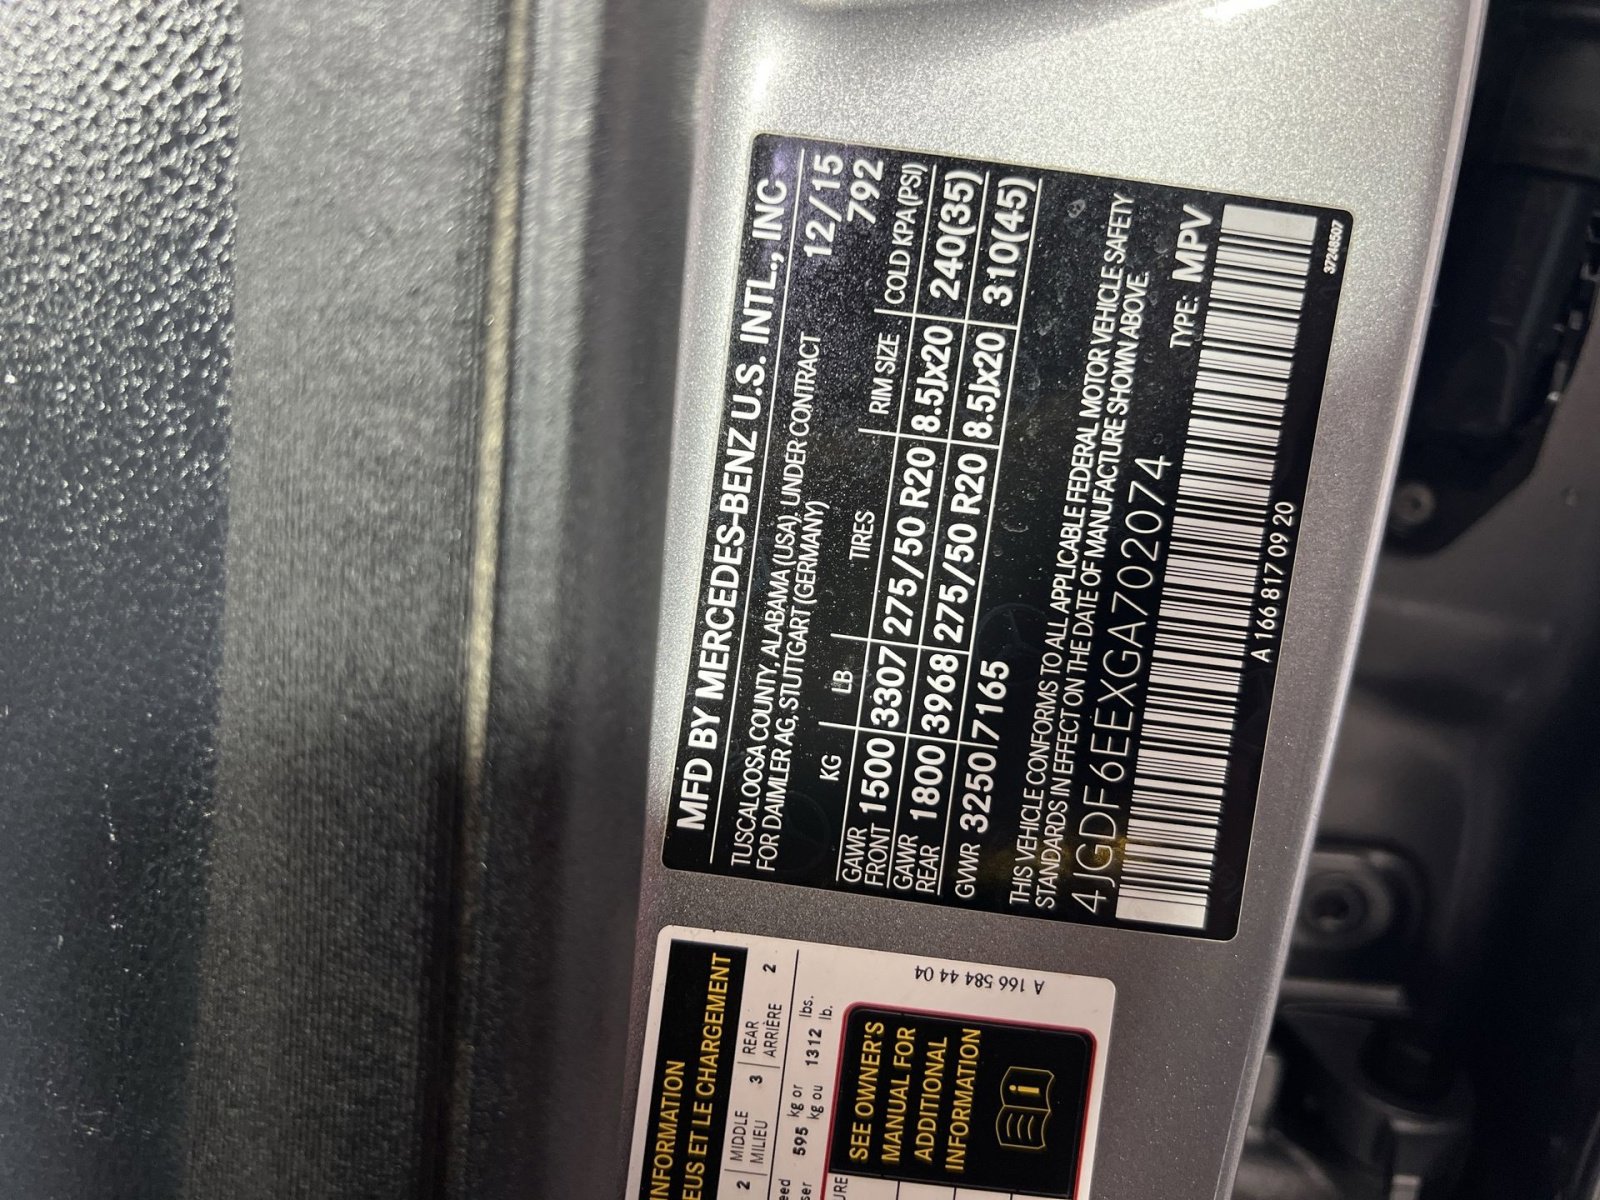 MFD BY MERCEDES-BENZ U.S. INTL., INC
TUSCALOOSA COUNTY, ALABAMA (USA), UNDER CONTRACT 12/15
FOR DAIMLER AG, STUTTGART (GERMANY) 792
KG LB TIRES RIM SIZE COLD KPA(PSI)
GAWR
FRONT 1500 3307 275/50 R20 8.5Jx20 240(35)
GAWR
REAR 1800 3968 275/50 R20 8.5Jx20 310(45)
GWR 3250 7165
THIS VEHICLE CONFORMS TO ALL APPLICABLE FEDERAL MOTOR VEHICLE SAFETY
STANDARDS IN EFFECT ON THE DATE OF MANUFACTURE SHOWN ABOVE.
4JGDF6EEXGA702074 TYPE: MPV
A 166 817 09 20 37248507
INFORMATION
CHARGEMENT
2 MIDDLE 3 REAR 2
MILIEU ARRIÈRE
595 kg or lbs.
kg ou 1312 lb.
SEE OWNER'S
MANUAL FOR
ADDITIONAL
INFORMATION
A 166 584 44 04